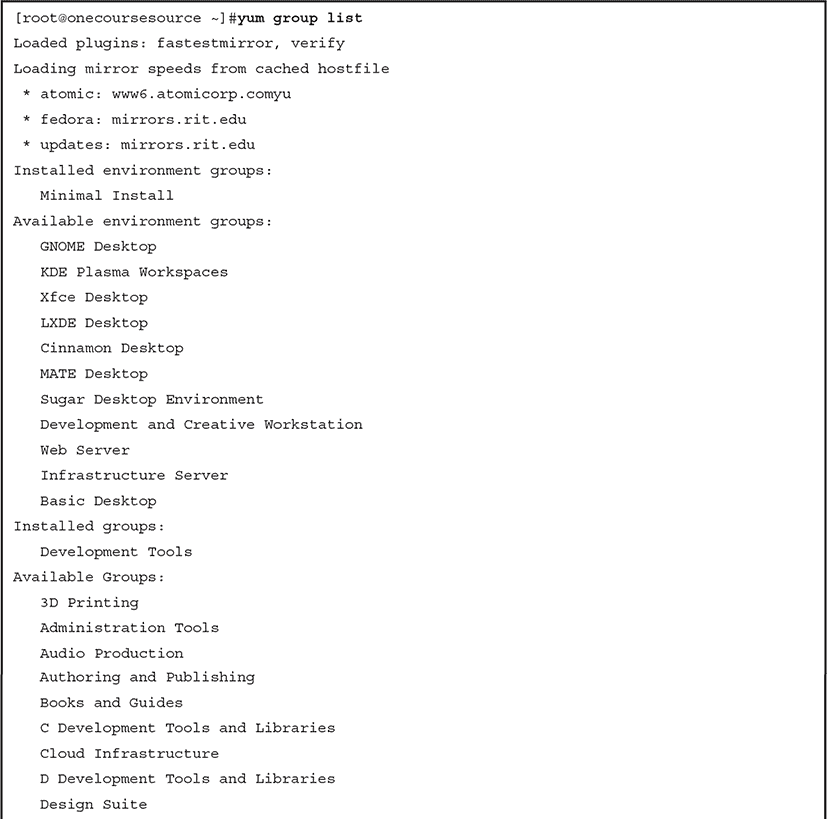 [root@onecoursesource ~]#yum group list
Loaded plugins: fastestmirror, verify
Loading mirror speeds from cached hostfile
 * atomic: www6.atomicorp.comyu
 * fedora: mirrors.rit.edu
 * updates: mirrors.rit.edu
Installed environment groups:
   Minimal Install
Available environment groups:
   GNOME Desktop
   KDE Plasma Workspaces
   Xfce Desktop
   LXDE Desktop
   Cinnamon Desktop
   MATE Desktop
   Sugar Desktop Environment
   Development and Creative Workstation
   Web Server
   Infrastructure Server
   Basic Desktop
Installed groups:
   Development Tools
Available Groups:
   3D Printing
   Administration Tools
   Audio Production
   Authoring and Publishing
   Books and Guides
   C Development Tools and Libraries
   Cloud Infrastructure
   D Development Tools and Libraries
   Design Suite